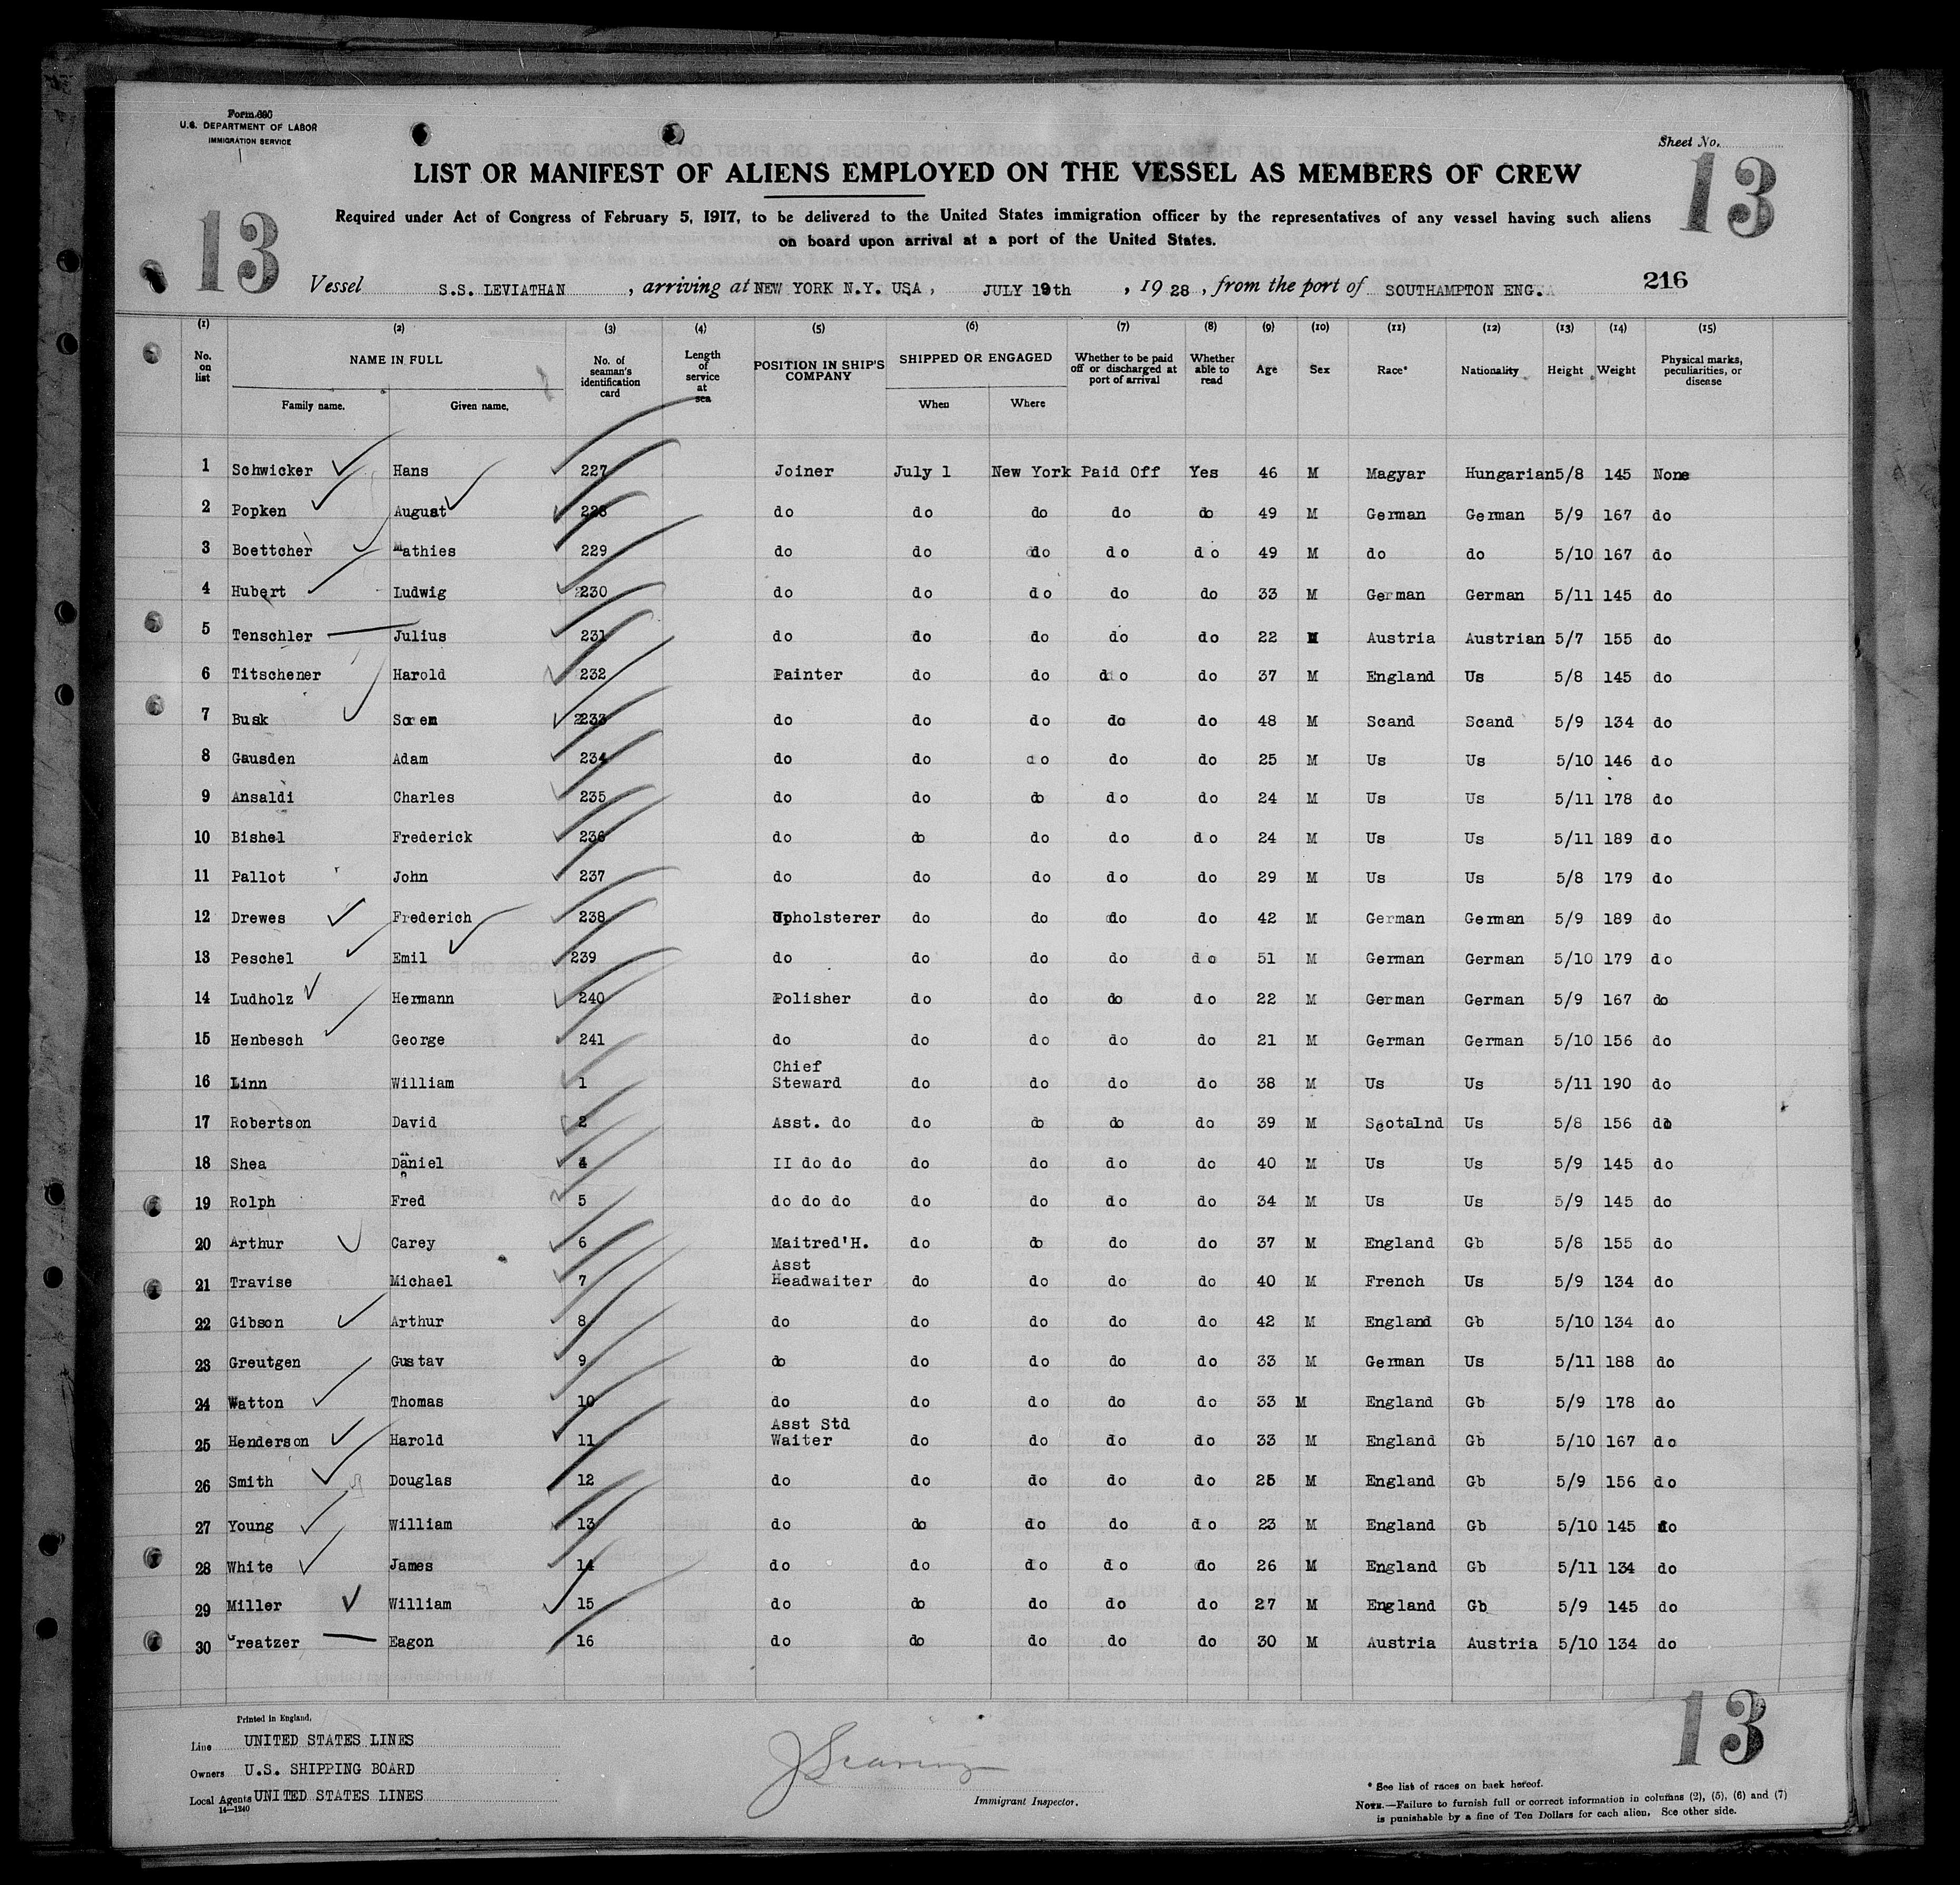 Form 680
U.S. DEPARTMENT OF LABOR
IMMIGRATION SERVICE
Sheet No.
13
LIST OR MANIFEST OF ALIENS EMPLOYED ON THE VESSEL AS MEMBERS OF CREW
13
Required under Act of Congress of February 5, 1917, to be delivered to the United States immigration officer by the representatives of any vessel having such aliens
on board upon arrival at a port of the United States.
Vessel S.S. LEVIATHAN, arriving at NEW YORK N.Y. USA, JULY 19th, 1928, from the port of SOUTHAMPTON ENG. 216
(1) (2) (3) (4) (5) (6) (7) (8) (9) (10) (11) (12) (13) (14) (15)
No. on list NAME IN FULL Family name. Given name. No. of seaman's identification card Length of service at sea POSITION IN SHIP'S COMPANY SHIPPED OR ENGAGED When Where Whether to be paid off or discharged at port of arrival Whether able to read Age Sex Race* Nationality Height Weight Physical marks, peculiarities, or disease
1 Schwicker Hans 227 Joiner July 1 New York Paid Off Yes 46 M Magyar Hungarian 5/8 145 None
2 Popken August 228 do do do do do 49 M German German 5/9 167 do
3 Boettcher Mathies 229 do do do do do 49 M do do 5/10 167 do
4 Hubert Ludwig 230 do do do do do 33 M German German 5/11 145 do
5 Tenschler Julius 231 do do do do do 22 M Austria Austrian 5/7 155 do
6 Titschener Harold 232 Painter do do do do 37 M England Us 5/8 145 do
7 Busk Soren 233 do do do do do 48 M Scand Scand 5/9 134 do
8 Gausden Adam 234 do do do do do 25 M Us Us 5/10 146 do
9 Ansaldi Charles 235 do do do do do 24 M Us Us 5/11 178 do
10 Bishel Frederick 236 do do do do do 24 M Us Us 5/11 189 do
11 Pallot John 237 do do do do do 29 M Us Us 5/8 179 do
12 Drewes Frederich 238 Upholsterer do do do do 42 M German German 5/9 189 do
13 Peschel Emil 239 do do do do do 51 M German German 5/10 179 do
14 Ludholz Hermann 240 Polisher do do do do 22 M German German 5/9 167 do
15 Henbesch George 241 do do do do do 21 M German German 5/10 156 do
16 Linn William 1 Chief Steward do do do do 38 M Us Us 5/11 190 do
17 Robertson David 2 Asst. do do do do do 39 M Scotalnd Us 5/8 156 do
18 Shea Daniel 4 II do do do do do do 40 M Us Us 5/9 145 do
19 Rolph Fred 5 do do do do do do do 34 M Us Us 5/9 145 do
20 Arthur Carey 6 Maitred'H. do do do do 37 M England Gb 5/8 155 do
21 Travise Michael 7 Asst Headwaiter do do do do 40 M French Us 5/9 134 do
22 Gibson Arthur 8 do do do do do 42 M England Gb 5/10 134 do
23 Greutgen Gustav 9 do do do do do 33 M German Us 5/11 188 do
24 Watton Thomas 10 do do do do do 33 M England Gb 5/9 178 do
25 Henderson Harold 11 Asst Std Waiter do do do do 33 M England Gb 5/10 167 do
26 Smith Douglas 12 do do do do do 25 M England Gb 5/9 156 do
27 Young William 13 do do do do do 23 M England Gb 5/10 145 do
28 White James 14 do do do do do 26 M England Gb 5/11 134 do
29 Miller William 15 do do do do do 27 M England Gb 5/9 145 do
30 Greatzer Eagon 16 do do do do do 30 M Austria Austria 5/10 134 do
13
Printed in England.
Line UNITED STATES LINES
Owners U.S. SHIPPING BOARD
Local Agents UNITED STATES LINES
14—1240
Immigrant Inspector.
* See list of races on back hereof.
NOTE.—Failure to furnish full or correct information in columns (2), (5), (6) and (7)
is punishable by a fine of Ten Dollars for each alien. See other side.